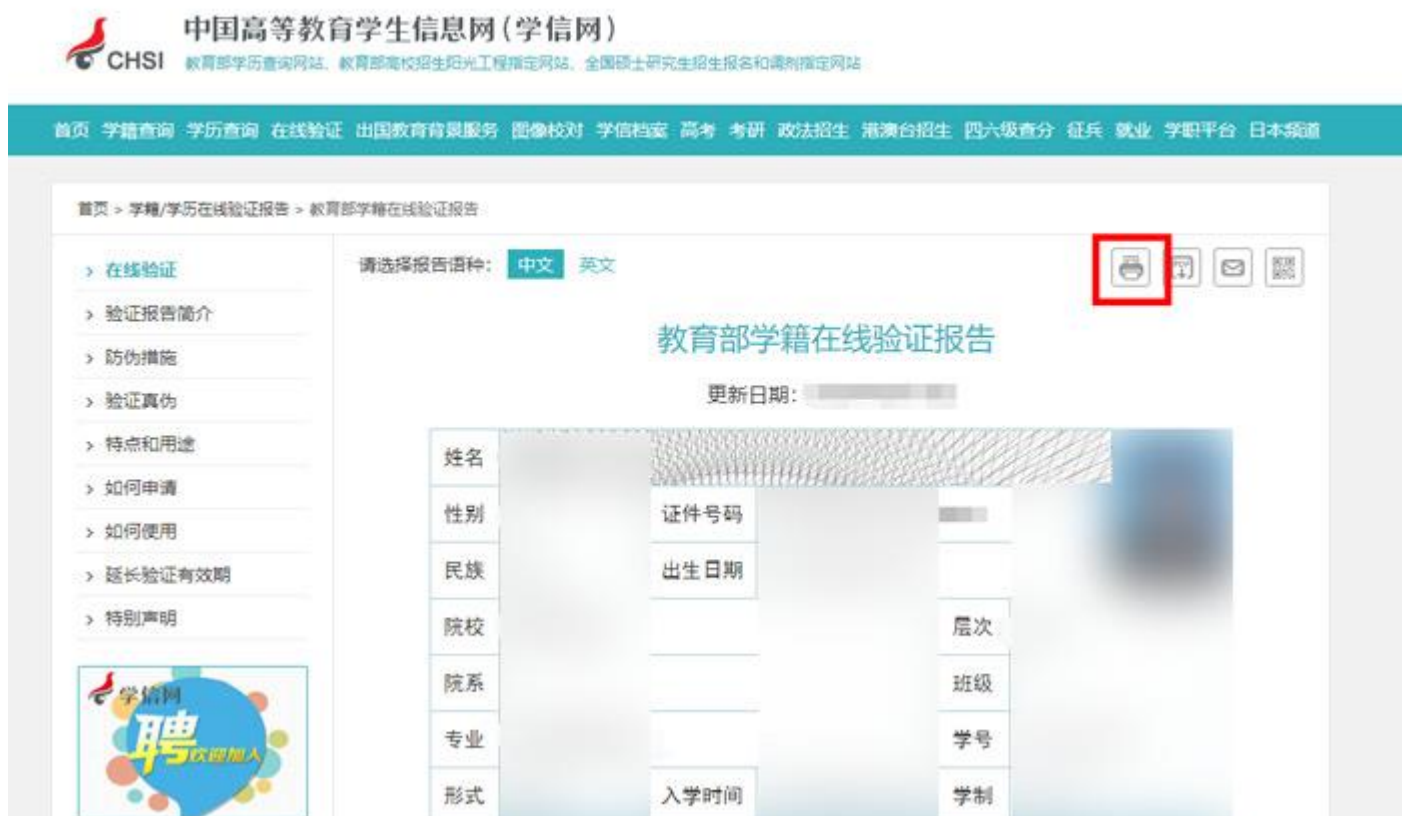 中国高等教育学生信息网(学信网)
CHSI
教育部学历查询网站、教育部高校招生阳光工程指定网站、全国硕士研究生招生报名和调剂指定网站
首页 学籍查询 学历查询 在线验证 出国教育背景服务 图像校对 学信档案 高考 考研 政法招生 港澳台招生 四六级查分 征兵 就业 学职平台 日本频道
首页 > 学籍/学历在线验证报告 > 教育部学籍在线验证报告
> 在线验证
> 验证报告简介
> 防伪措施
> 验证真伪
> 特点和用途
> 如何申请
> 如何使用
> 延长验证有效期
> 特别声明
学信网
聘
欢迎加入
请选择报告语种: 中文 英文
教育部学籍在线验证报告
更新日期:
姓名
性别 证件号码
民族 出生日期
院校 层次
院系 班级
专业 学号
形式 入学时间 学制